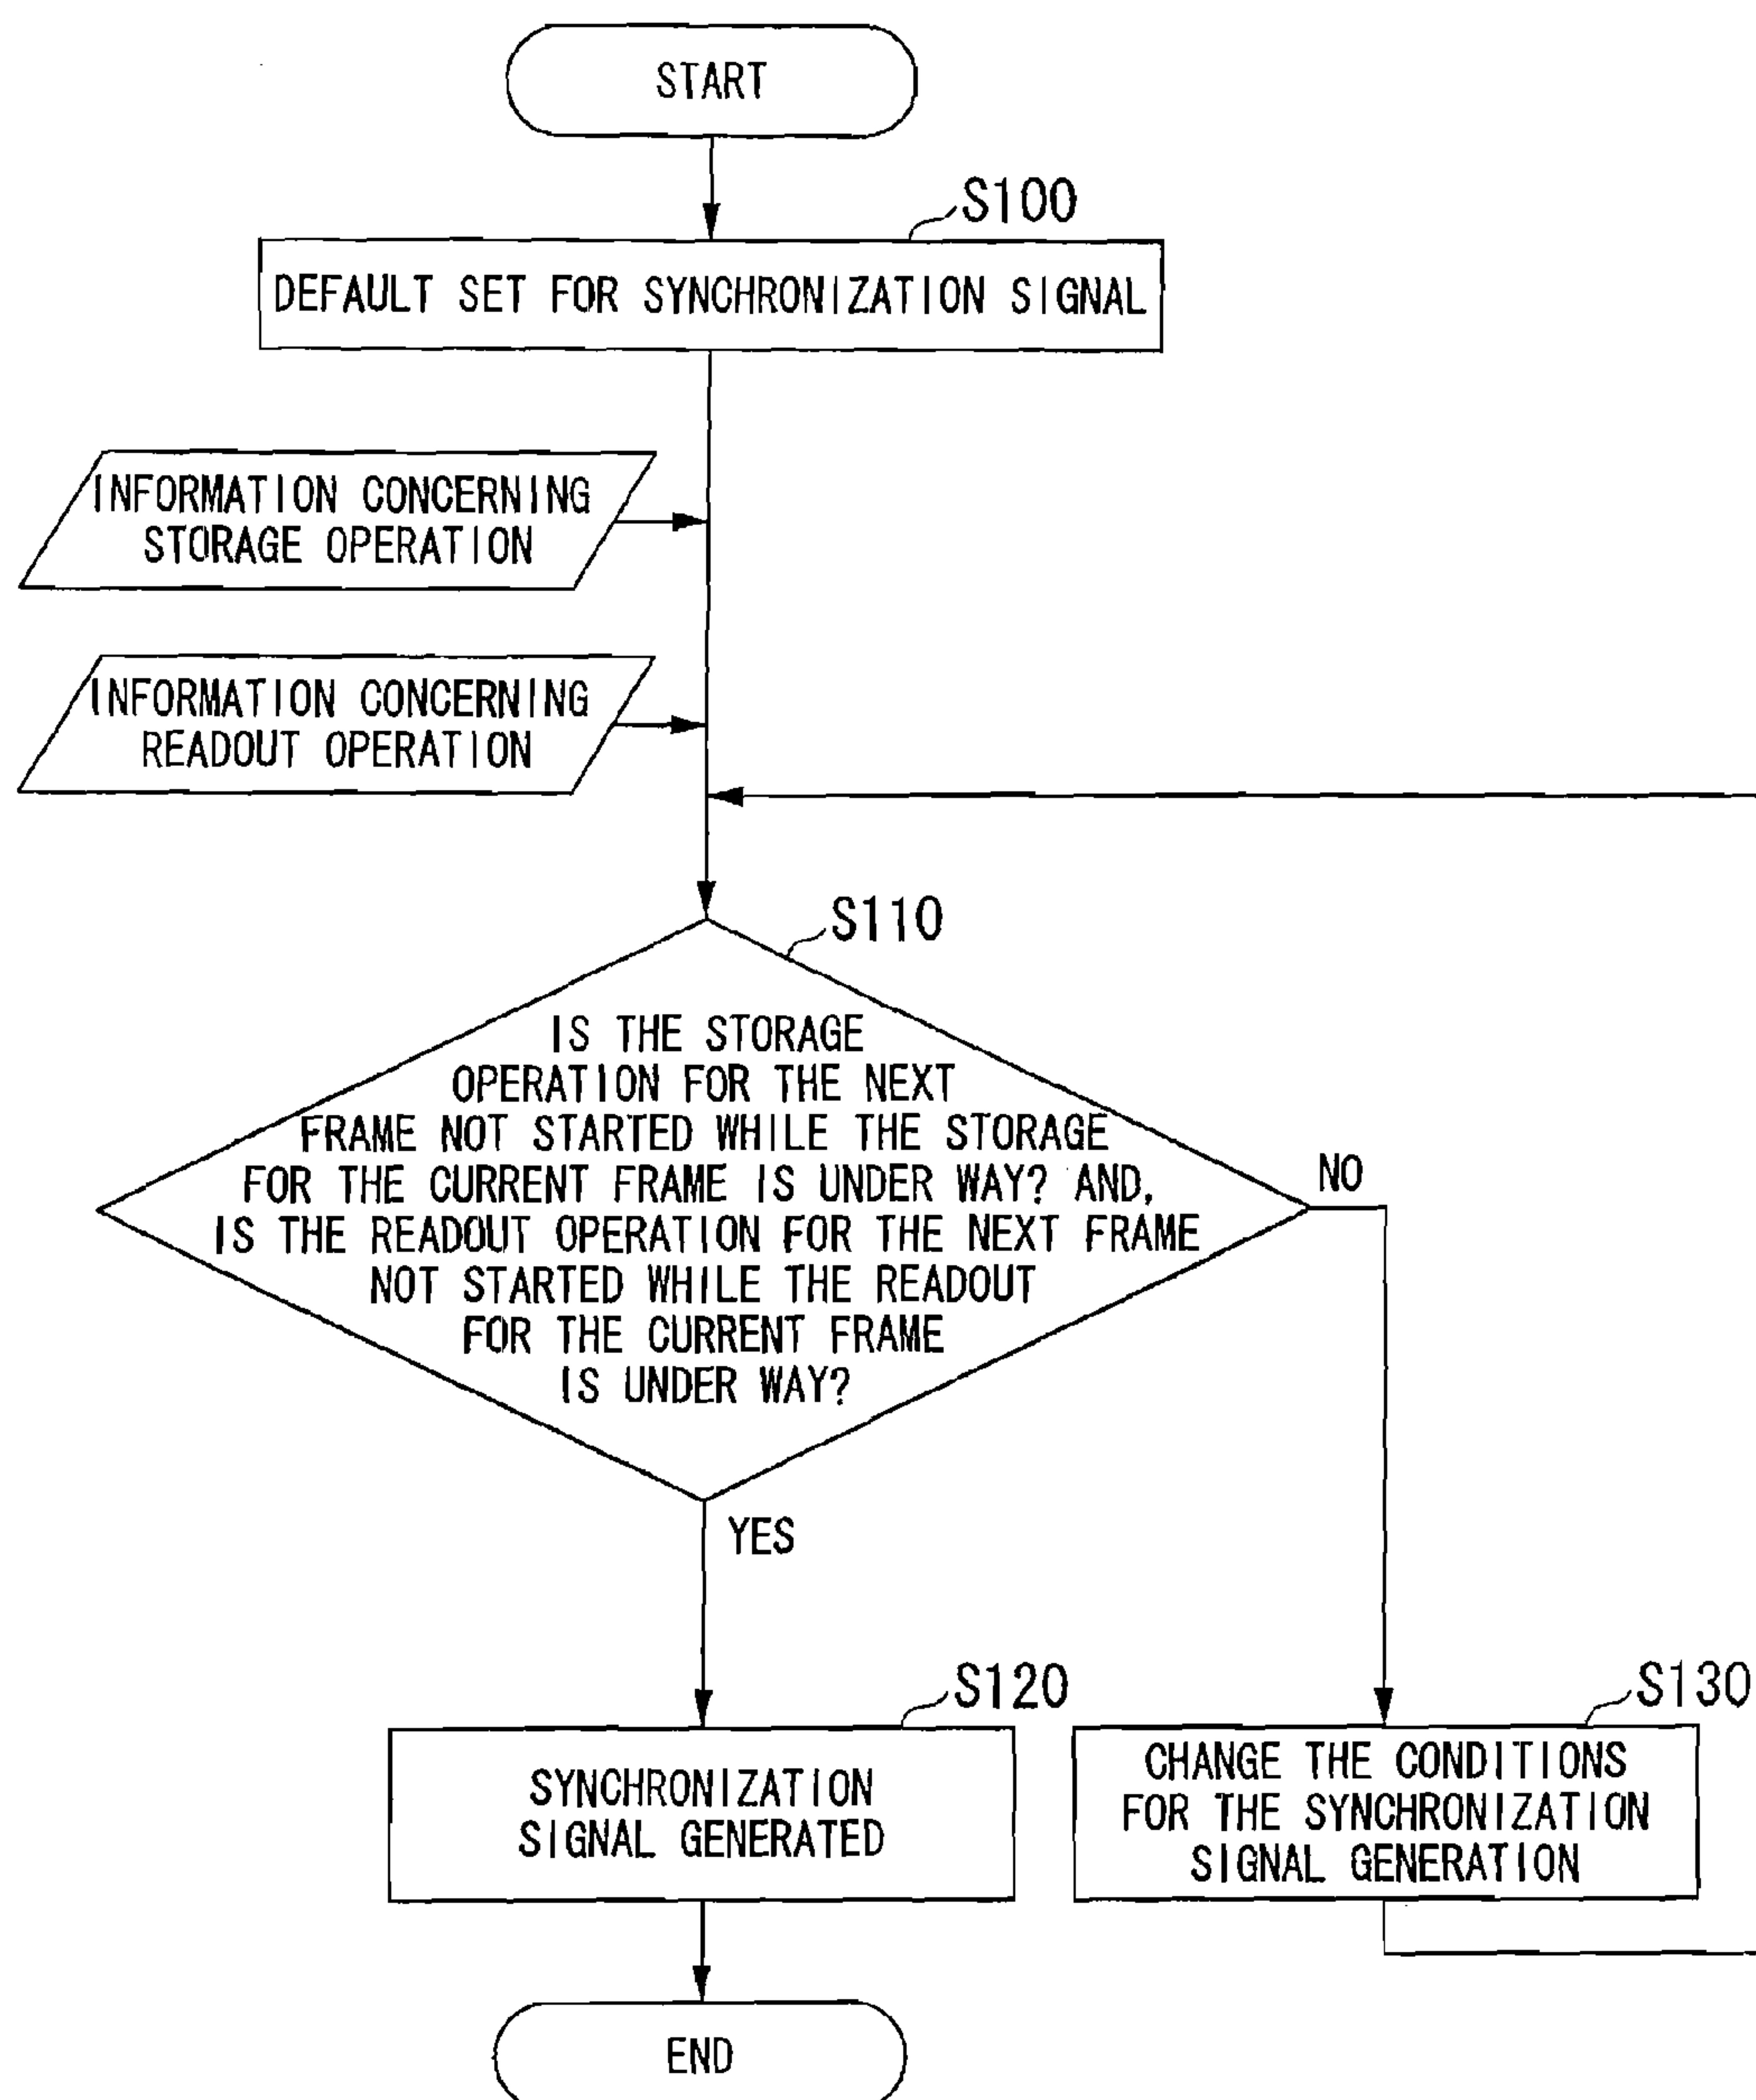 START
S100
DEFAULT SET FOR SYNCHRONIZATION SIGNAL
INFORMATION CONCERNING
STORAGE OPERATION
INFORMATION CONCERNING
READOUT OPERATION
S110
IS THE STORAGE
OPERATION FOR THE NEXT
FRAME NOT STARTED WHILE THE STORAGE
FOR THE CURRENT FRAME IS UNDER WAY? AND,
IS THE READOUT OPERATION FOR THE NEXT FRAME
NOT STARTED WHILE THE READOUT
FOR THE CURRENT FRAME
IS UNDER WAY?
NO
YES
S120
SYNCHRONIZATION
SIGNAL GENERATED
S130
CHANGE THE CONDITIONS
FOR THE SYNCHRONIZATION
SIGNAL GENERATION
END